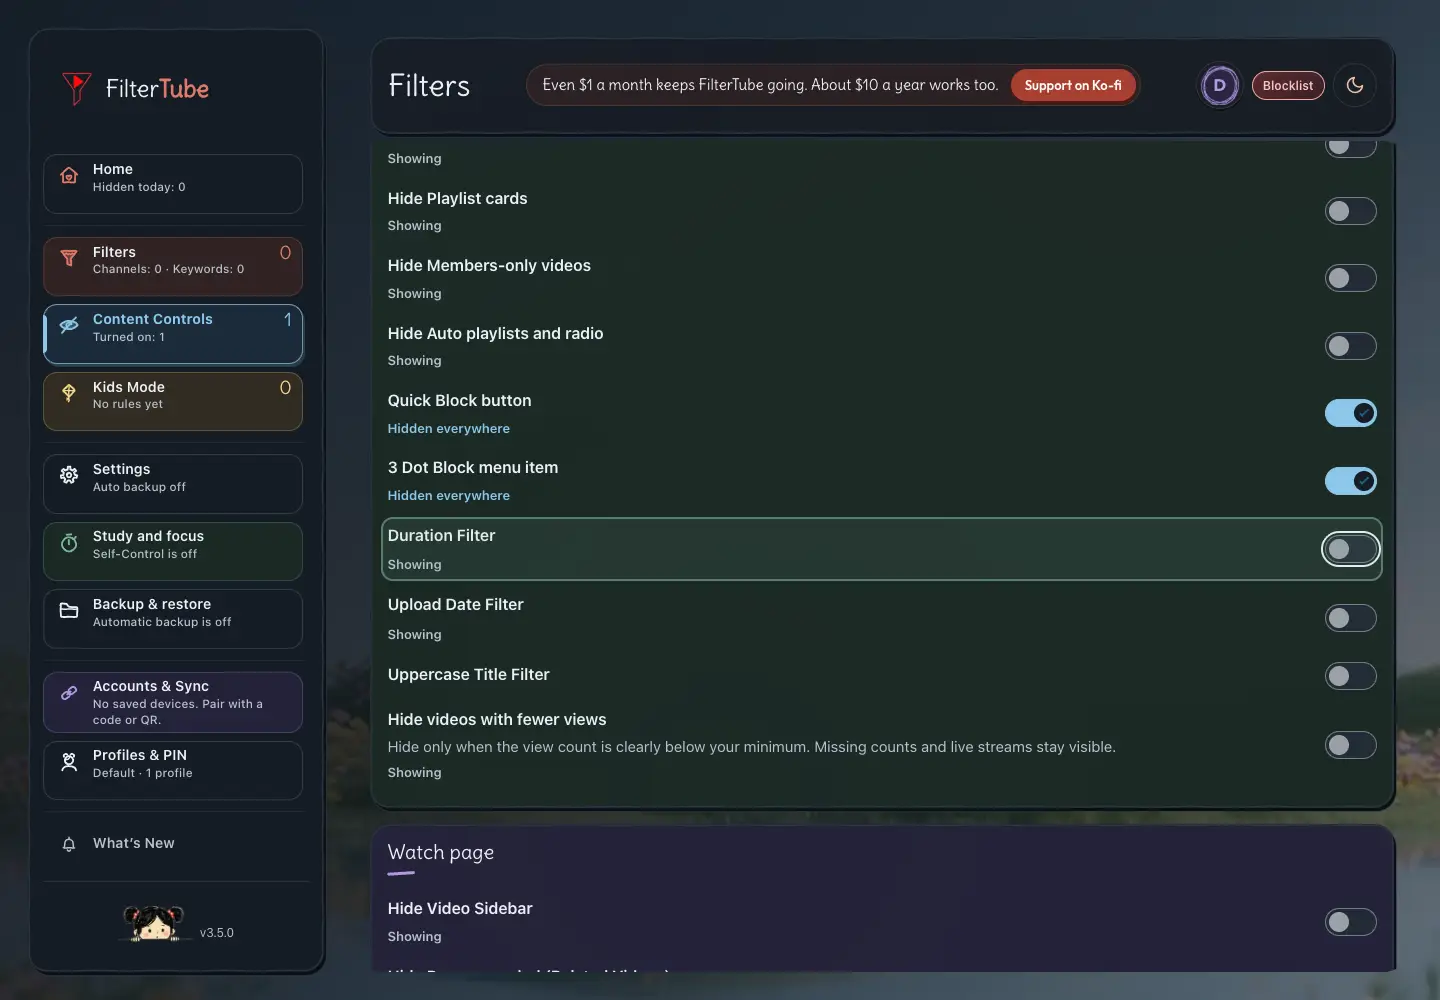 FilterTube
Home
Hidden today: 0
Filters
0
Channels: 0 · Keywords: 0
Content Controls
1
Turned on: 1
Kids Mode
0
No rules yet
Settings
Auto backup off
Study and focus
Self-Control is off
Backup & restore
Automatic backup is off
Accounts & Sync
No saved devices. Pair with a
code or QR.
Profiles & PIN
Default · 1 profile
What's New
v3.5.0
Filters
Even $1 a month keeps FilterTube going. About $10 a year works too.
Support on Ko-fi
D
Blocklist
Showing
Hide Playlist cards
Showing
Hide Members-only videos
Showing
Hide Auto playlists and radio
Showing
Quick Block button
Hidden everywhere
3 Dot Block menu item
Hidden everywhere
Duration Filter
Showing
Upload Date Filter
Showing
Uppercase Title Filter
Hide videos with fewer views
Hide only when the view count is clearly below your minimum. Missing counts and live streams stay visible.
Showing
Watch page
Hide Video Sidebar
Showing